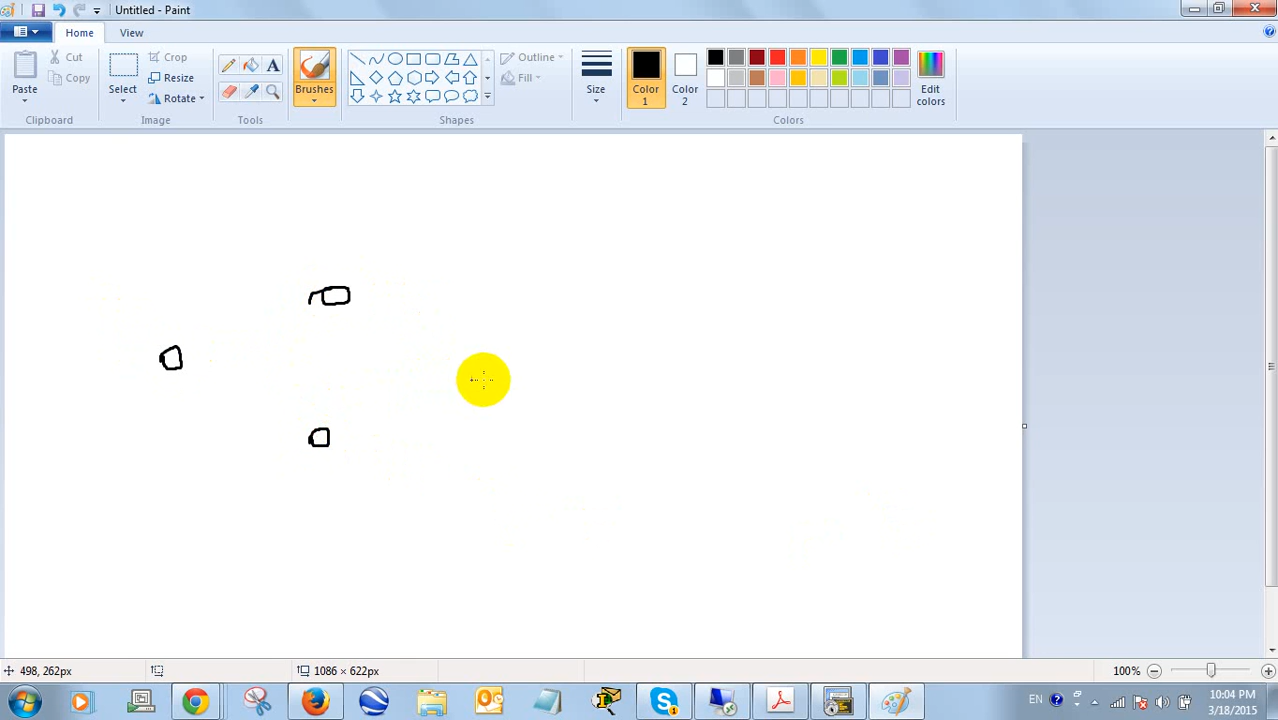 Untitled - Paint
Home
View
Paste
Cut
Copy
Clipboard
Select
Crop
Resize
Rotate
Image
A
Tools
Brushes
Outline
Fill
Shapes
Size
Color 1
Color 2
Edit colors
Colors
498, 262px
1086 × 622px
100%
EN
10:04 PM
3/18/2015